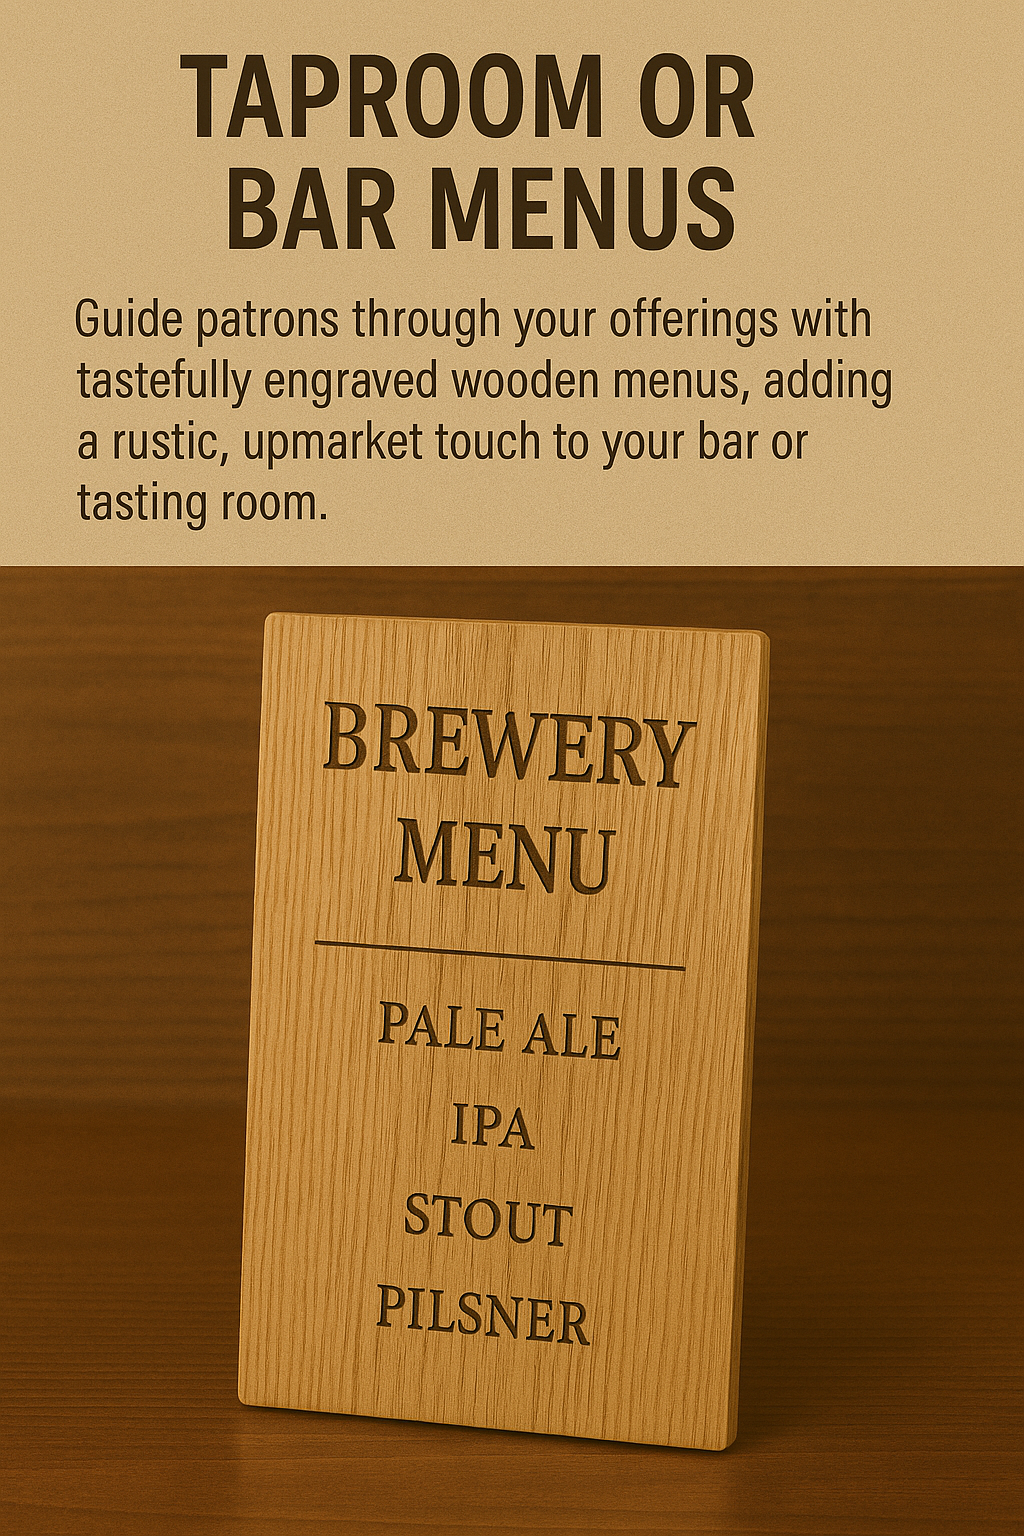 TAPROOM OR
BAR MENUS
Guide patrons through your offerings with
tastefully engraved wooden menus, adding
a rustic, upmarket touch to your bar or
tasting room.
BREWERY
MENU
PALE ALE
IPA
STOUT
PILSNER